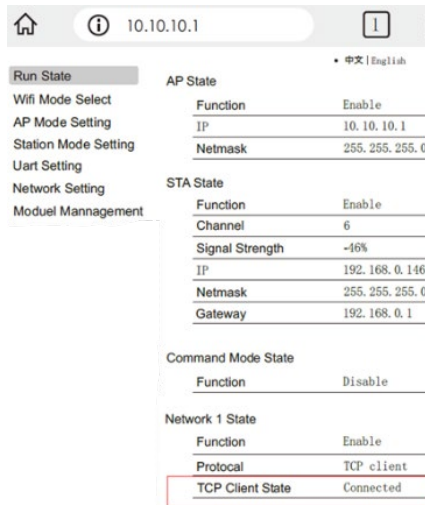 10.10.10.1
1
• 中文 | English
Run State
Wifi Mode Select
AP Mode Setting
Station Mode Setting
Uart Setting
Network Setting
Moduel Mannagement
AP State
Function Enable
IP 10.10.10.1
Netmask 255.255.255.0
STA State
Function Enable
Channel 6
Signal Strength -46%
IP 192.168.0.146
Netmask 255.255.255.0
Gateway 192.168.0.1
Command Mode State
Function Disable
Network 1 State
Function Enable
Protocal TCP client
TCP Client State Connected